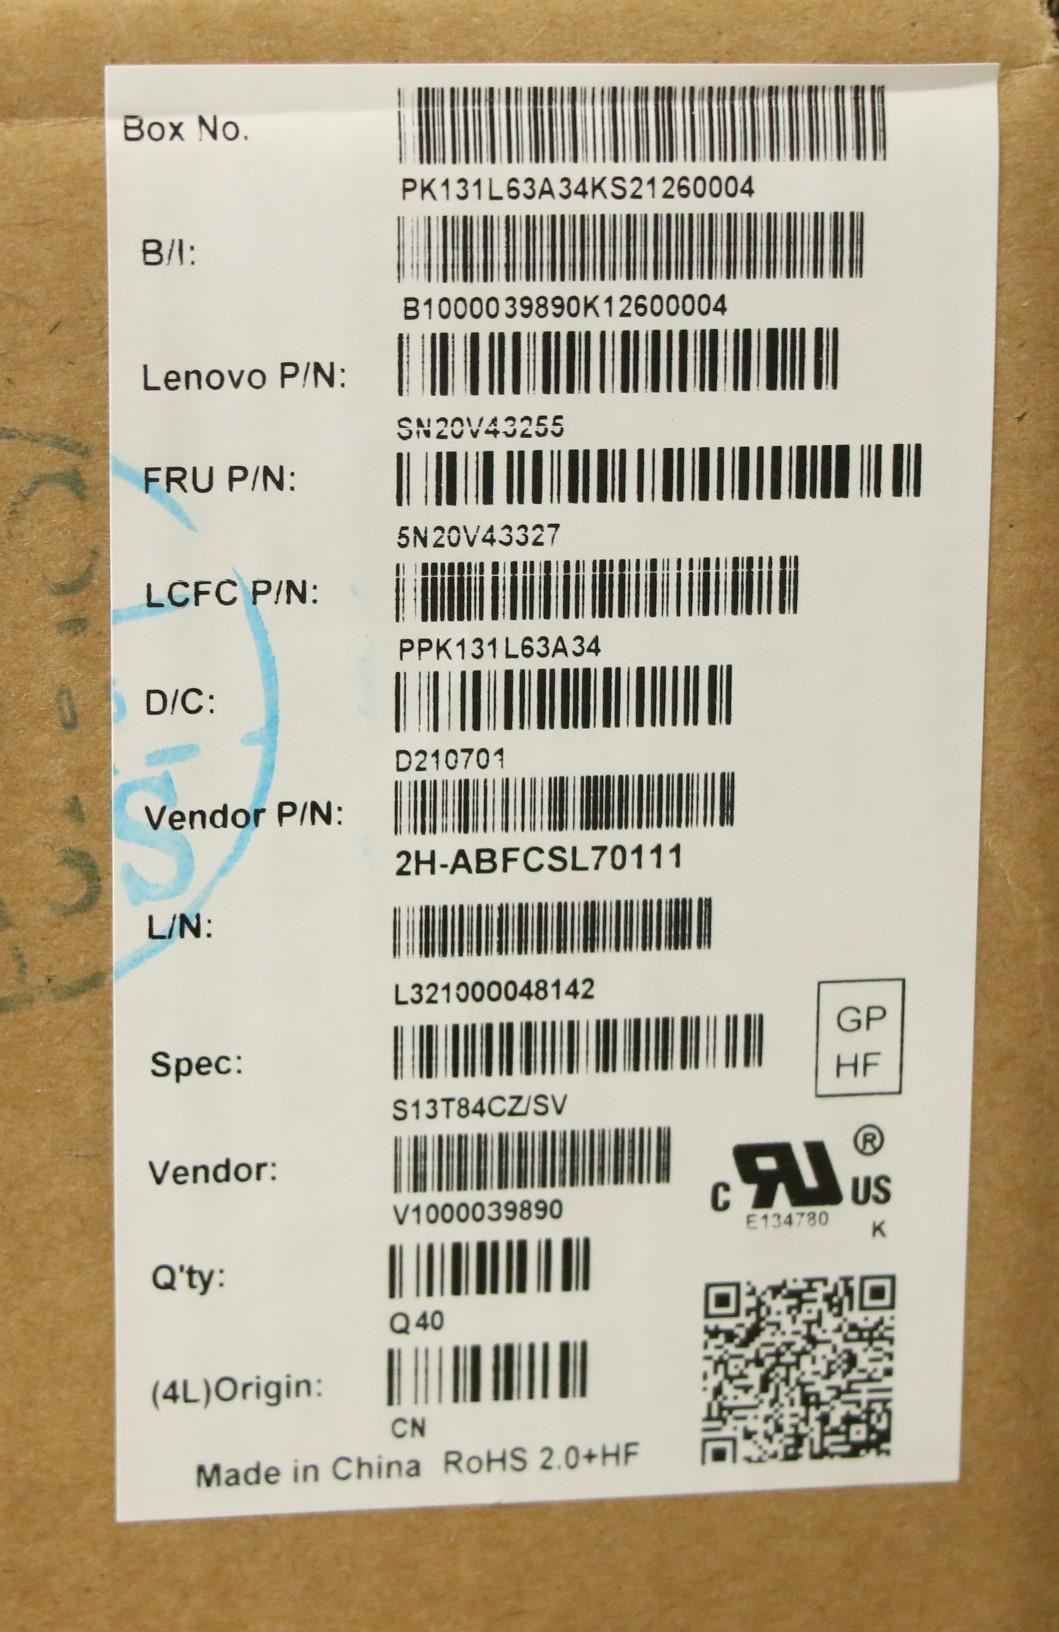 Box No.
PK131L63A34KS21260004
B/I:
B1000039890K12600004
Lenovo P/N:
SN20V43255
FRU P/N:
5N20V43327
LCFC P/N:
PPK131L63A34
D/C:
D210701
Vendor P/N:
2H-ABFCSL70111
L/N:
L321000048142
GP
HF
Spec:
S13T84CZ/SV
Vendor:
V1000039890
C RU ® US
E134780
K
Q'ty:
Q40
(4L)Origin:
CN
Made in China RoHS 2.0+HF